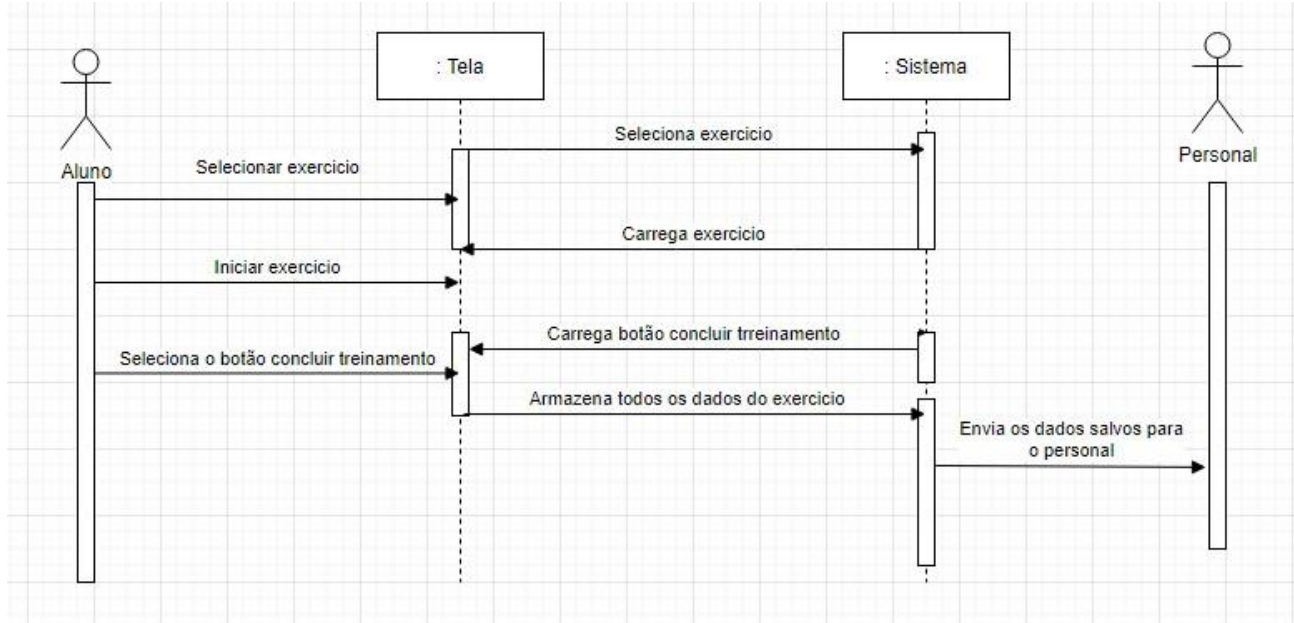 : Tela
: Sistema
Aluno
Personal
Seleciona exercicio
Selecionar exercicio
Carrega exercicio
Iniciar exercicio
Carrega botão concluir trreinamento
Seleciona o botão concluir treinamento
Armazena todos os dados do exercicio
Envia os dados salvos para
o personal